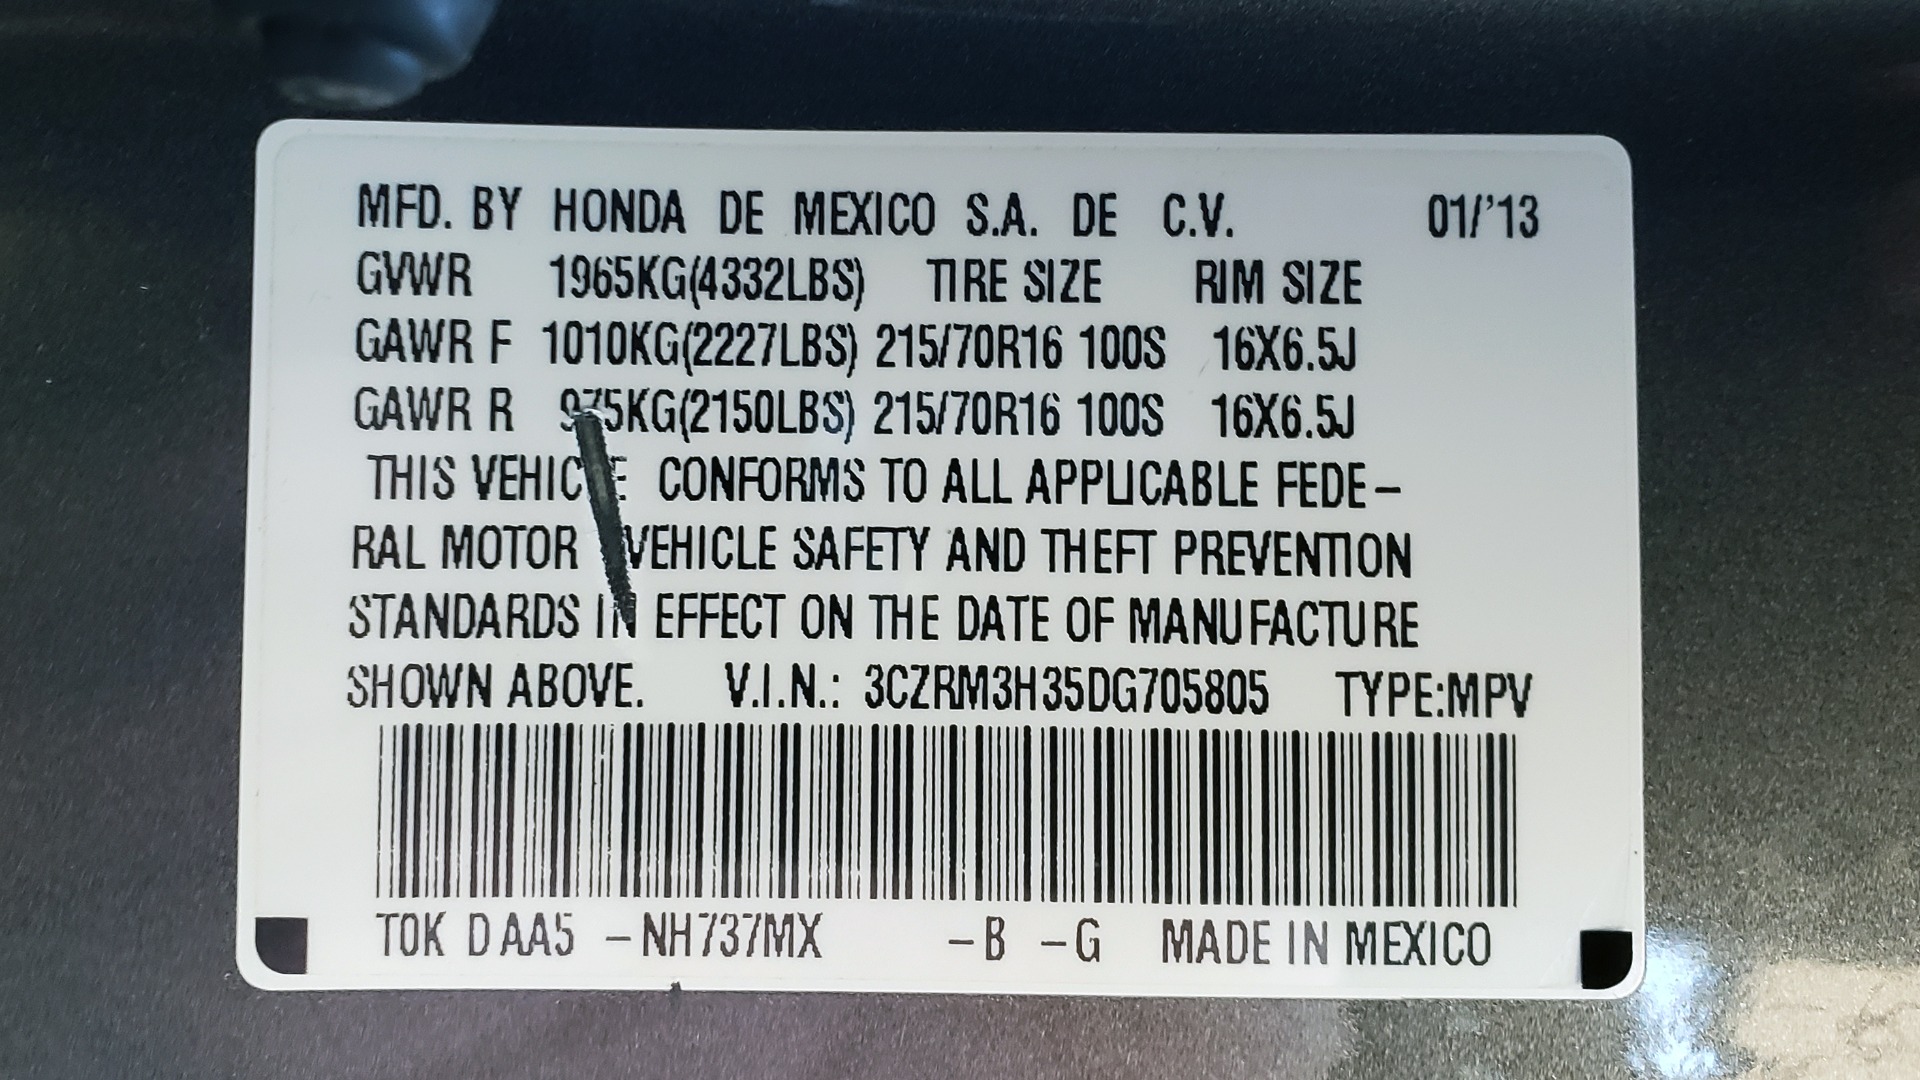 MFD. BY HONDA DE MEXICO S.A. DE C.V. 01/'13
GVWR 1965KG(4332LBS) TIRE SIZE RIM SIZE
GAWR F 1010KG(2227LBS) 215/70R16 100S 16X6.5J
GAWR R 975KG(2150LBS) 215/70R16 100S 16X6.5J
THIS VEHICLE CONFORMS TO ALL APPLICABLE FEDE-
RAL MOTOR VEHICLE SAFETY AND THEFT PREVENTION
STANDARDS IN EFFECT ON THE DATE OF MANUFACTURE
SHOWN ABOVE. V.I.N.: 3CZRM3H35DG705805 TYPE:MPV
T0K D AA5 -NH737MX -B -G MADE IN MEXICO